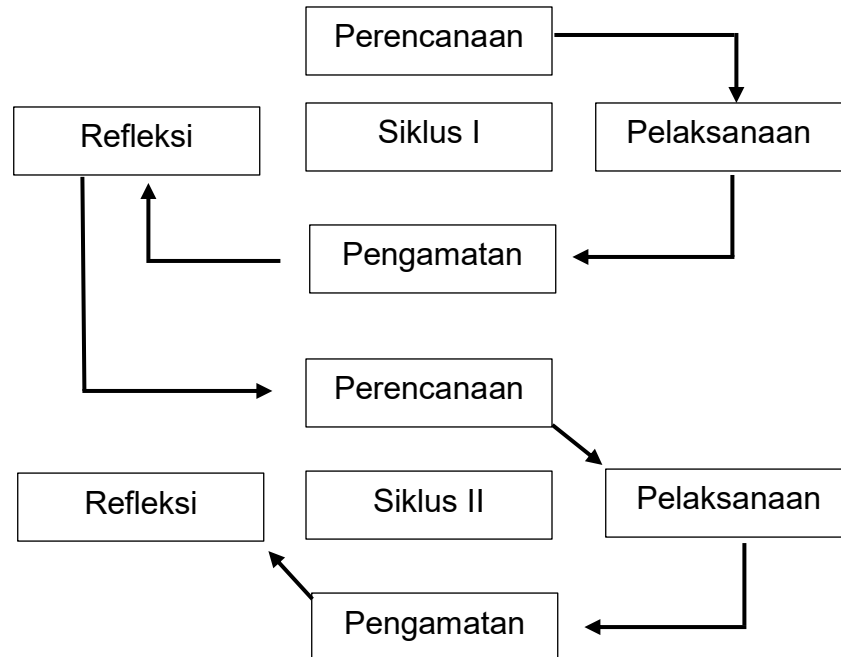 Perencanaan
Refleksi
Siklus I
Pelaksanaan
Pengamatan
Perencanaan
Refleksi
Siklus II
Pelaksanaan
Pengamatan